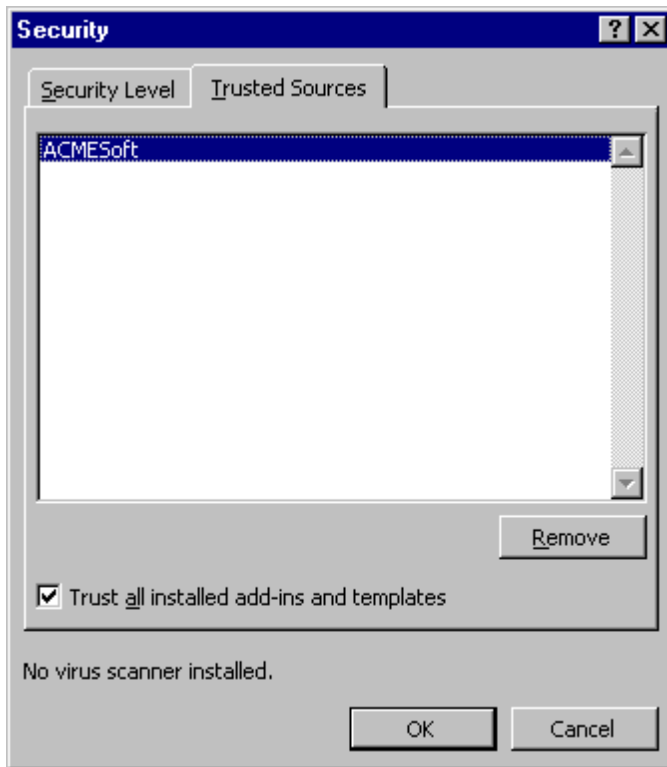 Security
Security Level Trusted Sources
ACMESoft
Remove
Trust all installed add-ins and templates
No virus scanner installed.
OK Cancel